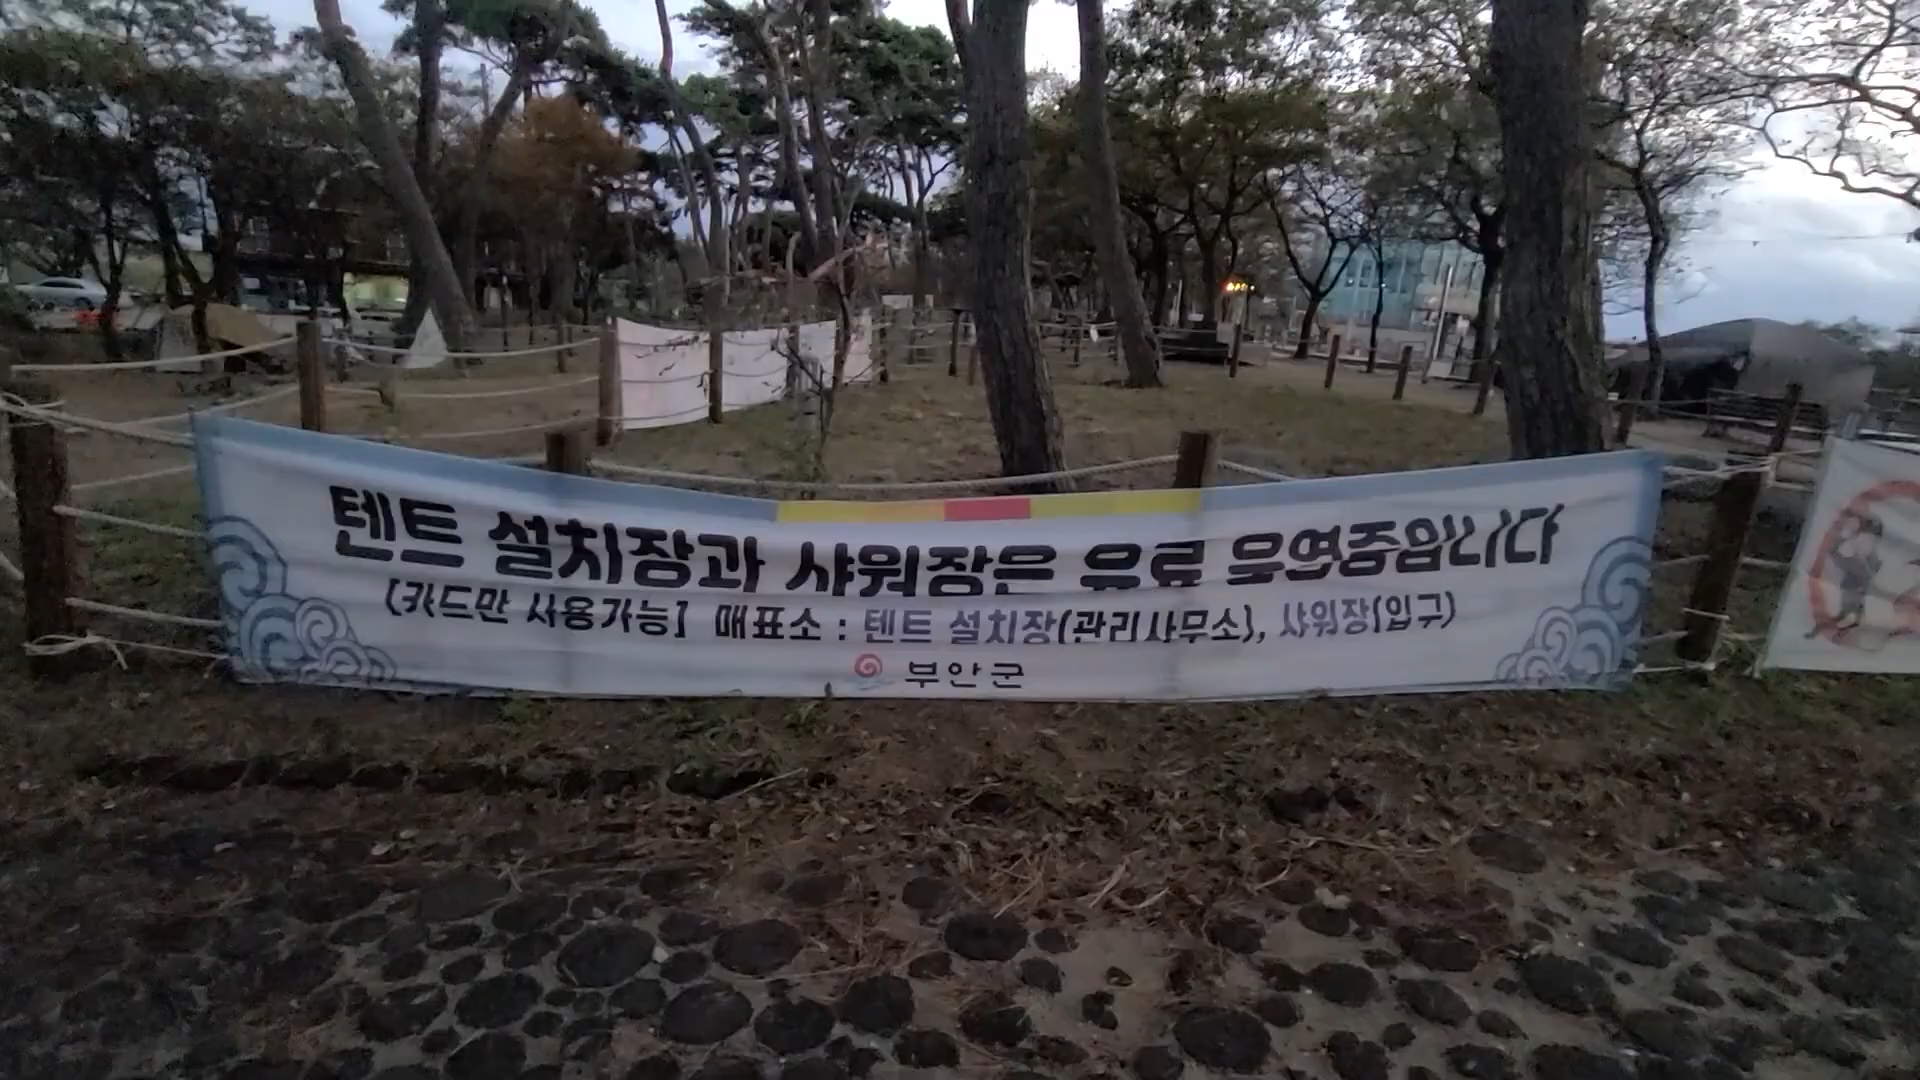 텐트 설치장과 샤워장은 유료 운영중입니다
[카드만 사용가능] 매표소 : 텐트 설치장(관리사무소), 샤워장(입구)
부안군